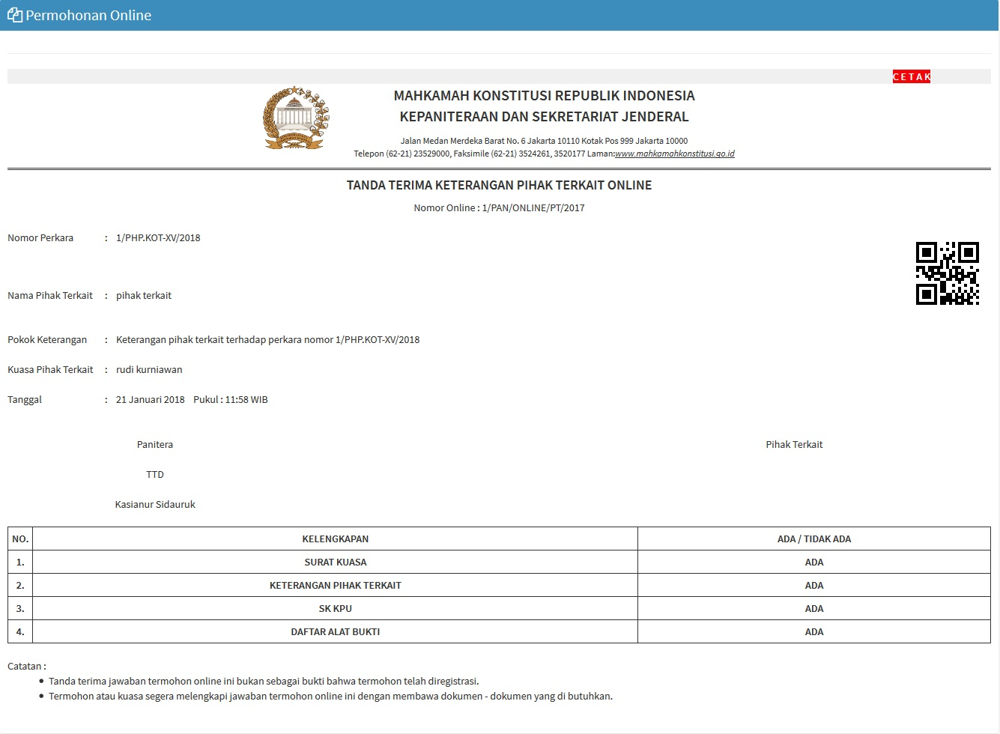 Permohonan Online
CETAK
MAHKAMAH KONSTITUSI REPUBLIK INDONESIA
KEPANITERAAN DAN SEKRETARIAT JENDERAL
Jalan Medan Merdeka Barat No. 6 Jakarta 10110 Kotak Pos 999 Jakarta 10000
Telepon (62-21) 23529000, Faksimile (62-21) 3524261, 3520177 Laman:www.mahkamahkonstitusi.go.id
TANDA TERIMA KETERANGAN PIHAK TERKAIT ONLINE
Nomor Online : 1/PAN/ONLINE/PT/2017
Nomor Perkara : 1/PHP.KOT-XV/2018
Nama Pihak Terkait : pihak terkait
Pokok Keterangan : Keterangan pihak terkait terhadap perkara nomor 1/PHP.KOT-XV/2018
Kuasa Pihak Terkait : rudi kurniawan
Tanggal : 21 Januari 2018 Pukul : 11:58 WIB
Panitera Pihak Terkait
TTD
Kasianur Sidauruk
NO. KELENGKAPAN ADA / TIDAK ADA
1. SURAT KUASA ADA
2. KETERANGAN PIHAK TERKAIT ADA
3. SK KPU ADA
4. DAFTAR ALAT BUKTI ADA
Catatan :
• Tanda terima jawaban termohon online ini bukan sebagai bukti bahwa termohon telah diregistrasi.
• Termohon atau kuasa segera melengkapi jawaban termohon online ini dengan membawa dokumen - dokumen yang di butuhkan.